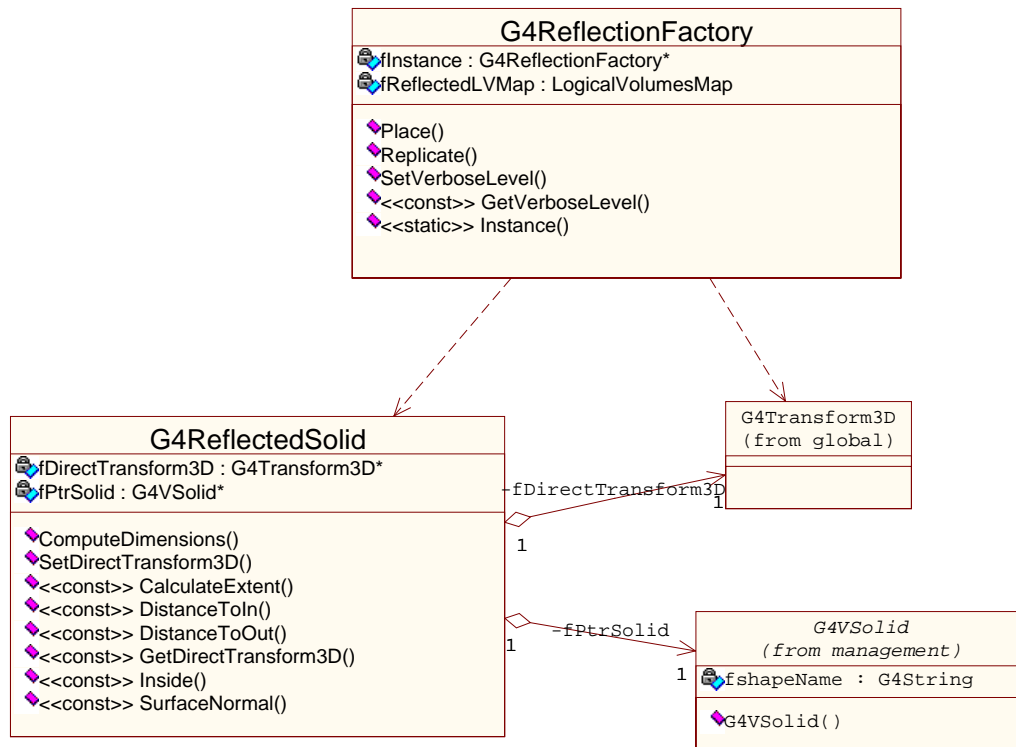 G4ReflectionFactory
fInstance : G4ReflectionFactory*
fReflectedLVMap : LogicalVolumesMap
Place()
Replicate()
SetVerboseLevel()
<<const>> GetVerboseLevel()
<<static>> Instance()
G4ReflectedSolid
fDirectTransform3D : G4Transform3D*
fPtrSolid : G4VSolid*
ComputeDimensions()
SetDirectTransform3D()
<<const>> CalculateExtent()
<<const>> DistanceToIn()
<<const>> DistanceToOut()
<<const>> GetDirectTransform3D()
<<const>> Inside()
<<const>> SurfaceNormal()
G4Transform3D
(from global)
-fDirectTransform3D
1
1
-fPtrSolid
1
1
G4VSolid
(from management)
fshapeName : G4String
G4VSolid()